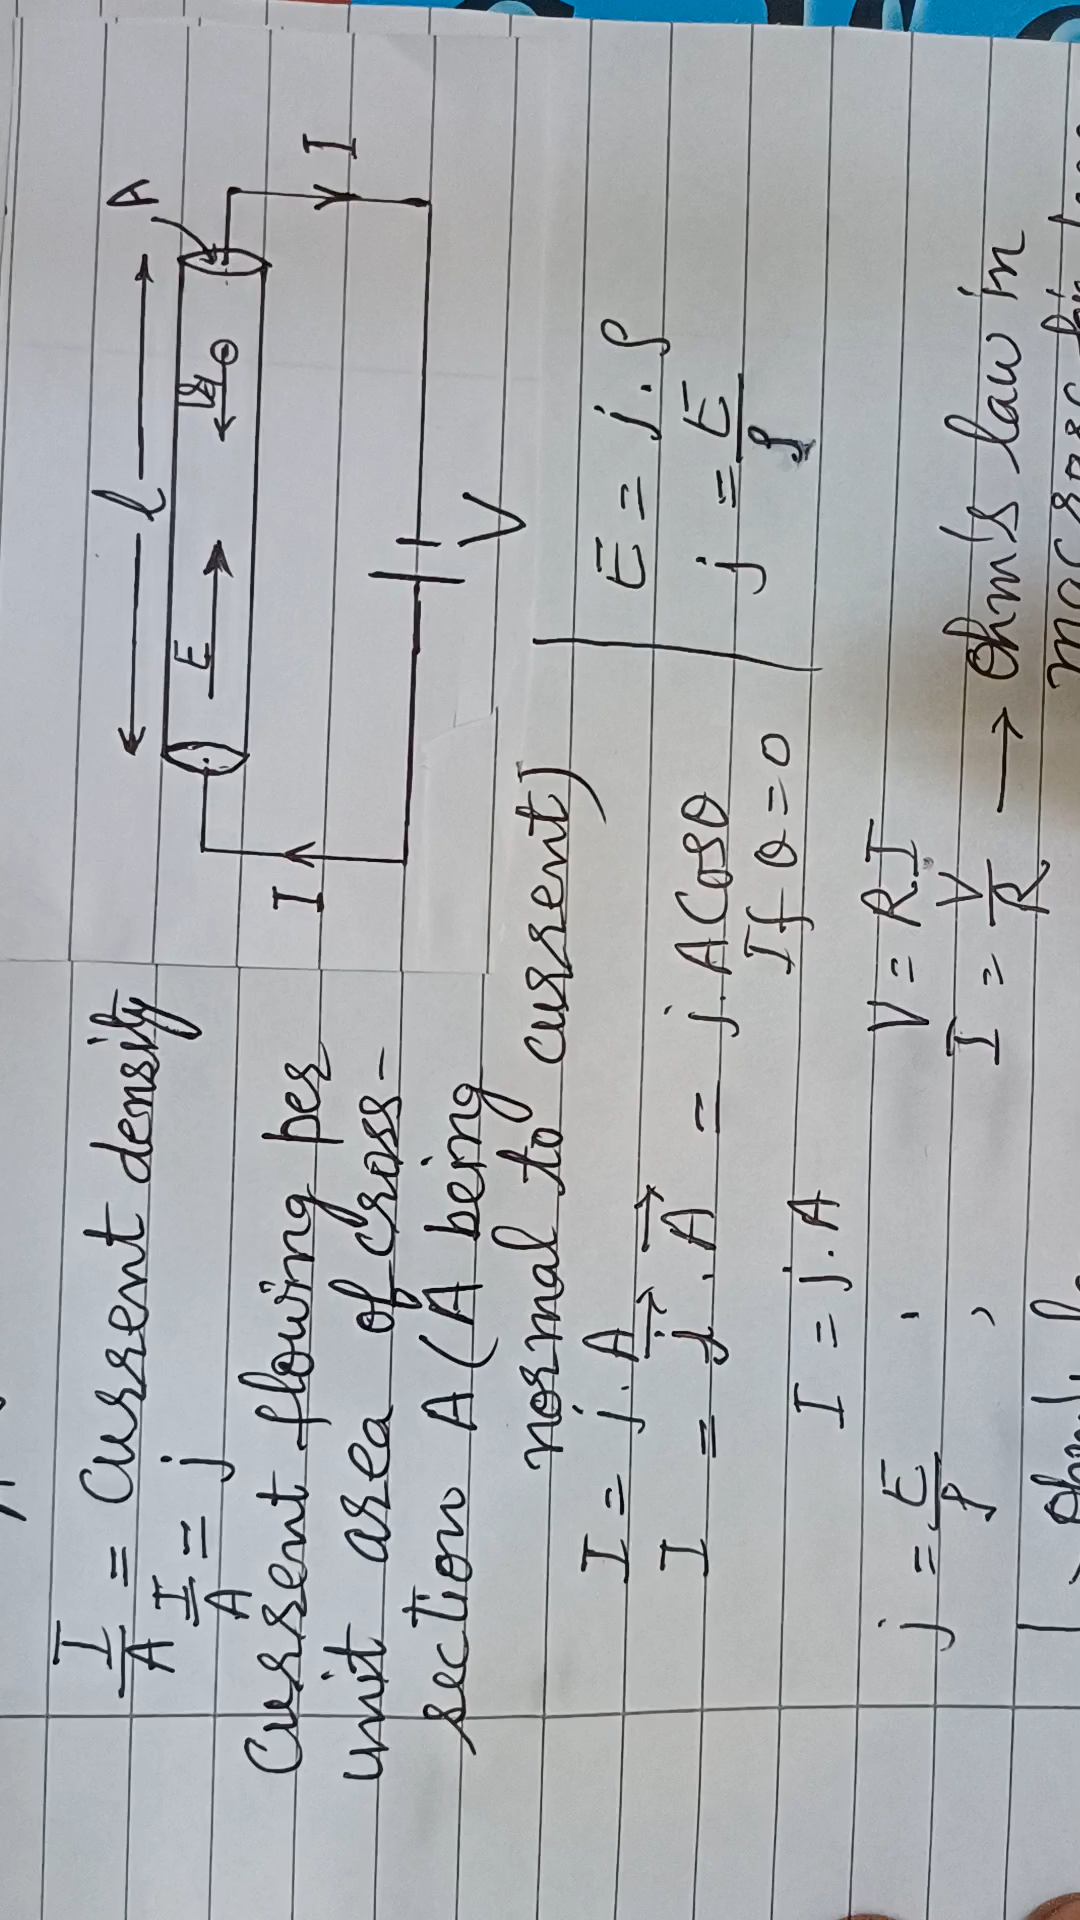 I/A = Current density
I/A = j
Current flowing per
unit area of cross-
section A (A being
normal to current)
l
A
E
I
I
V
I = j.A
I = j⃗.A⃗ = j.A Cosθ
If θ=0
I = j.A
E = j.ρ
j = E/ρ
j = E/ρ , V = RI
I = V/R → Ohm's law in